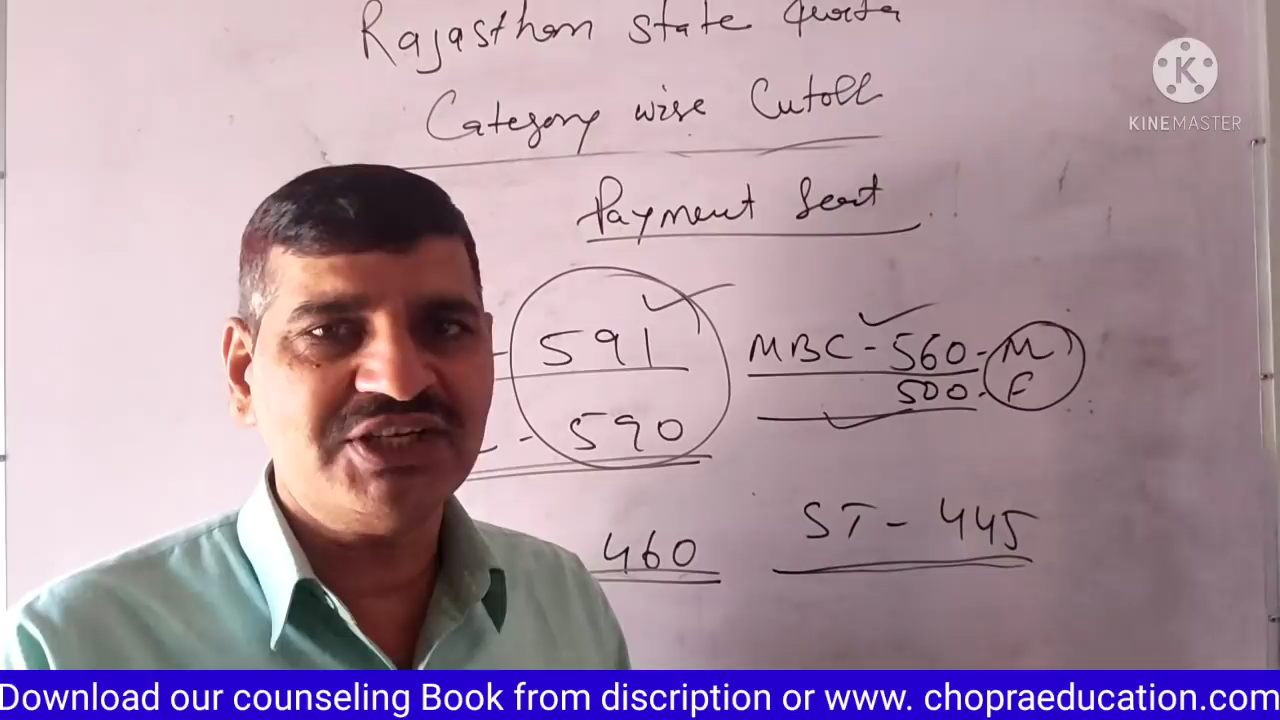 Rajasthan state Quota
Category wise Cutoff
KINEMASTER
Payment Seat
- 591
MBC - 560 - M
500 - F
- 590
460
ST - 445
Download our counseling Book from discription or www. chopraeducation.com